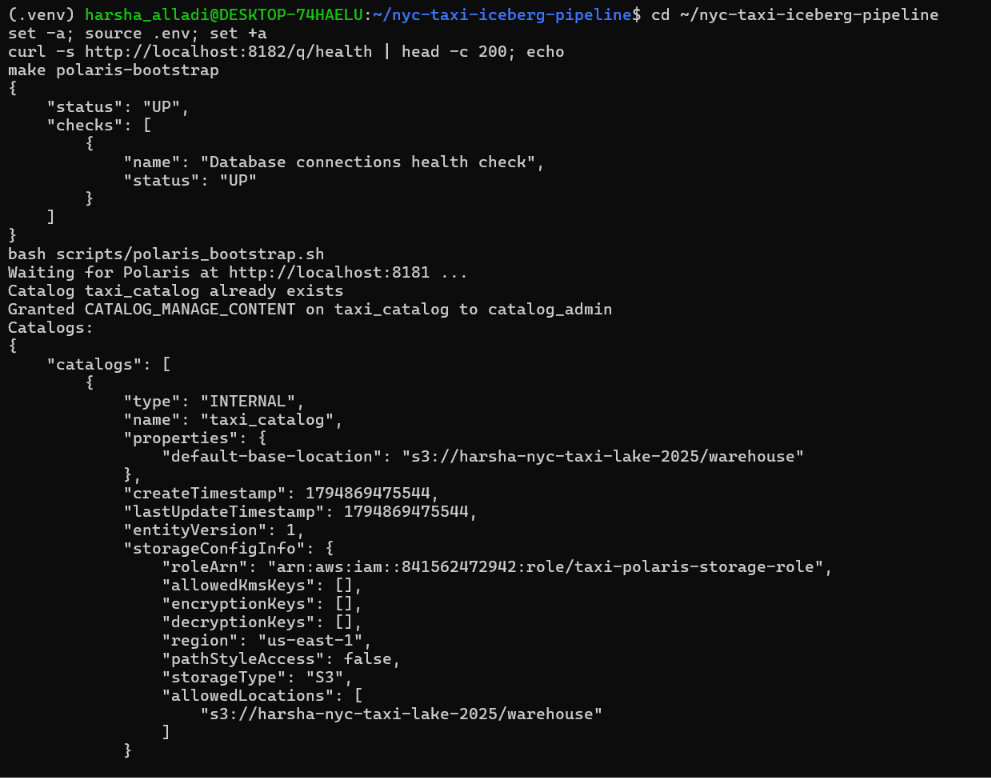 (.venv) harsha_alladi@DESKTOP-74HAELU:~/nyc-taxi-iceberg-pipeline$ cd ~/nyc-taxi-iceberg-pipeline
set -a; source .env; set +a
curl -s http://localhost:8182/q/health | head -c 200; echo
make polaris-bootstrap
{
    "status": "UP",
    "checks": [
        {
            "name": "Database connections health check",
            "status": "UP"
        }
    ]
}
bash scripts/polaris_bootstrap.sh
Waiting for Polaris at http://localhost:8181 ...
Catalog taxi_catalog already exists
Granted CATALOG_MANAGE_CONTENT on taxi_catalog to catalog_admin
Catalogs:
{
    "catalogs": [
        {
            "type": "INTERNAL",
            "name": "taxi_catalog",
            "properties": {
                "default-base-location": "s3://harsha-nyc-taxi-lake-2025/warehouse"
            },
            "createTimestamp": 1794869475544,
            "lastUpdateTimestamp": 1794869475544,
            "entityVersion": 1,
            "storageConfigInfo": {
                "roleArn": "arn:aws:iam::841562472942:role/taxi-polaris-storage-role",
                "allowedKmsKeys": [],
                "encryptionKeys": [],
                "decryptionKeys": [],
                "region": "us-east-1",
                "pathStyleAccess": false,
                "storageType": "S3",
                "allowedLocations": [
                    "s3://harsha-nyc-taxi-lake-2025/warehouse"
                ]
            }